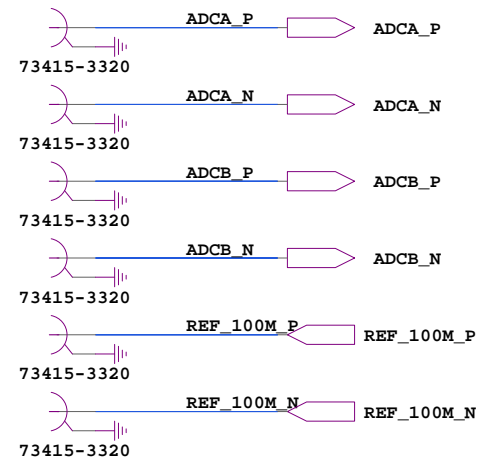 ADCA_P ADCA_P
73415-3320
ADCA_N ADCA_N
73415-3320
ADCB_P ADCB_P
73415-3320
ADCB_N ADCB_N
73415-3320
REF_100M_P REF_100M_P
73415-3320
REF_100M_N REF_100M_N
73415-3320